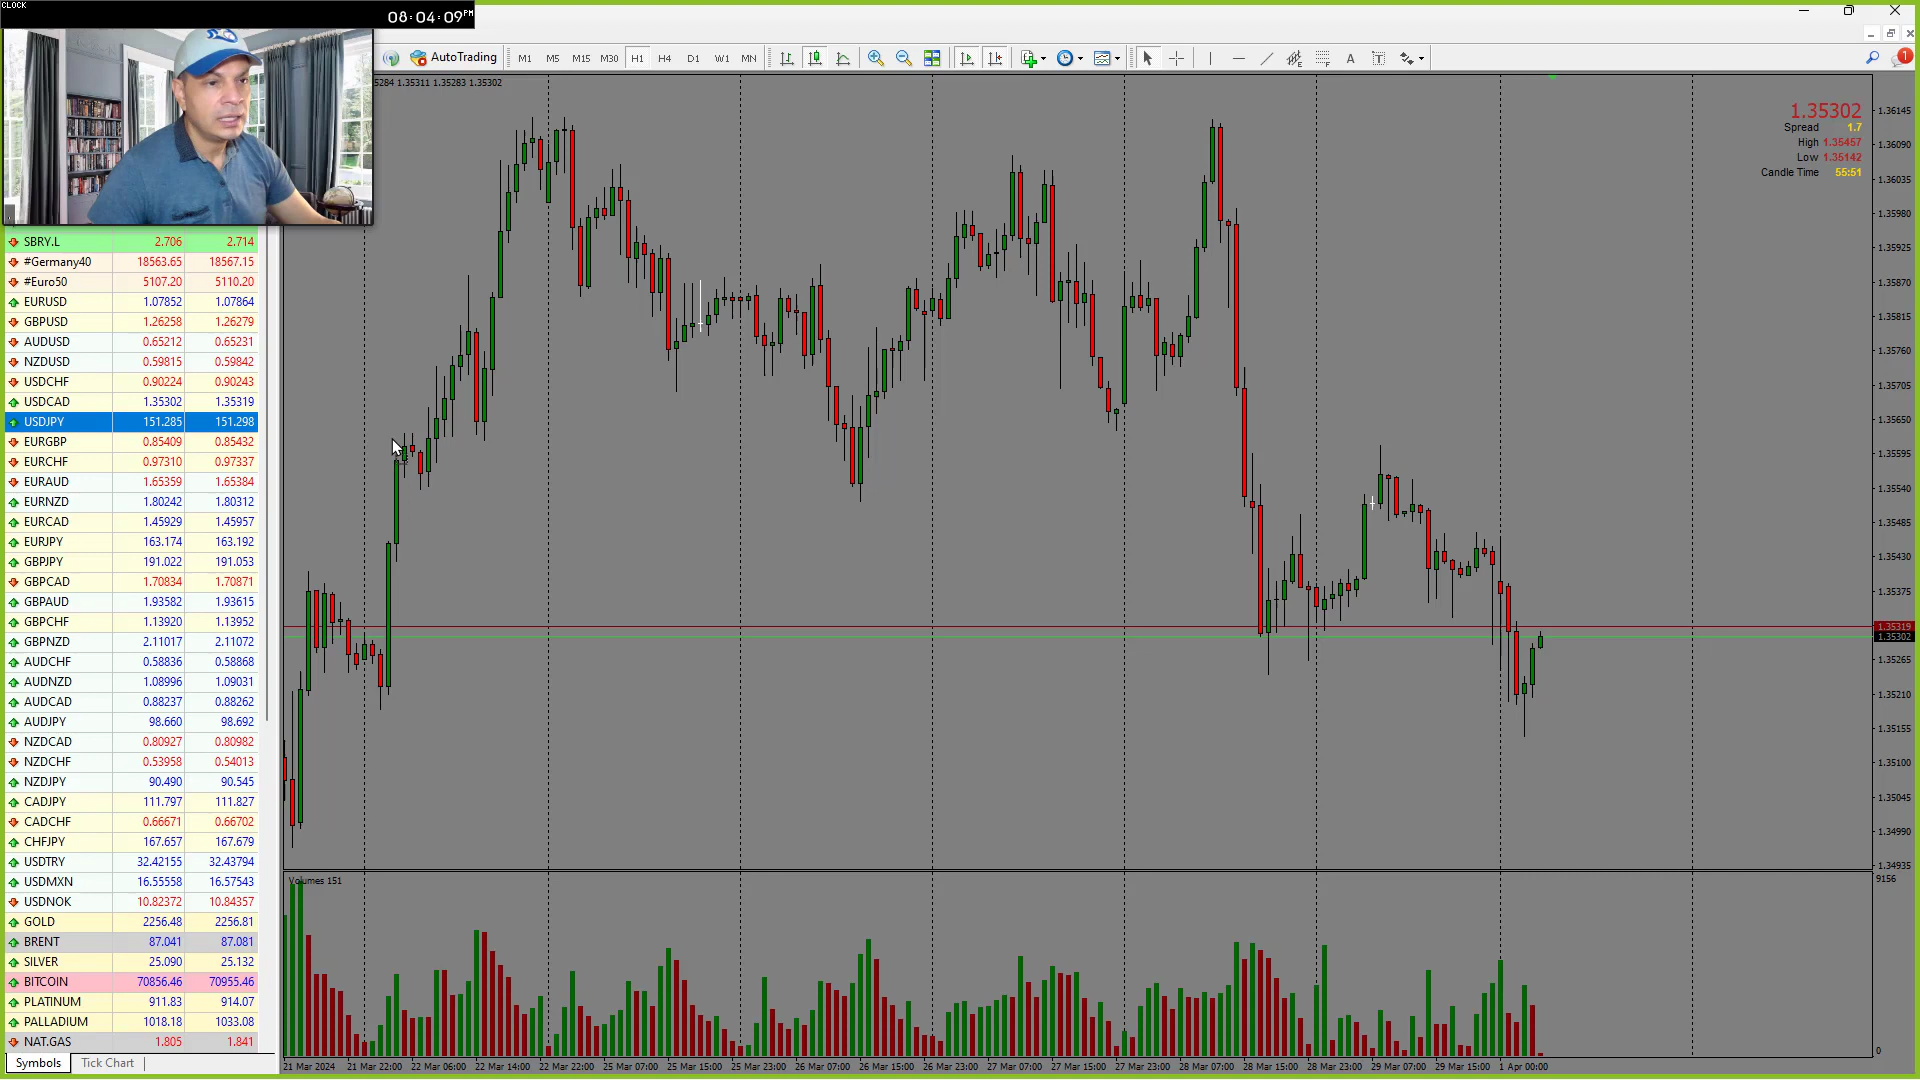 CLOCK
08:04:09PM
AutoTrading
M1 M5 M15 M30 H1 H4 D1 W1 MN
A T
1
5284 1.35311 1.35283 1.35302
1.35302
Spread 1.7
High 1.35457
Low 1.35142
Candle Time 55:51
SBRY.L 2.706 2.714
#Germany40 18563.65 18567.15
#Euro50 5107.20 5110.20
EURUSD 1.07852 1.07864
GBPUSD 1.26258 1.26279
AUDUSD 0.65212 0.65231
NZDUSD 0.59815 0.59842
USDCHF 0.90224 0.90243
USDCAD 1.35302 1.35319
USDJPY 151.285 151.298
EURGBP 0.85409 0.85432
EURCHF 0.97310 0.97337
EURAUD 1.65359 1.65384
EURNZD 1.80242 1.80312
EURCAD 1.45929 1.45957
EURJPY 163.174 163.192
GBPJPY 191.022 191.053
GBPCAD 1.70834 1.70871
GBPAUD 1.93582 1.93615
GBPCHF 1.13920 1.13952
GBPNZD 2.11017 2.11072
AUDCHF 0.58836 0.58868
AUDNZD 1.08996 1.09031
AUDCAD 0.88237 0.88262
AUDJPY 98.660 98.692
NZDCAD 0.80927 0.80982
NZDCHF 0.53958 0.54013
NZDJPY 90.490 90.545
CADJPY 111.797 111.827
CADCHF 0.66671 0.66702
CHFJPY 167.657 167.679
USDTRY 32.42155 32.43794
USDMXN 16.55558 16.57543
USDNOK 10.82372 10.84357
GOLD 2256.48 2256.81
BRENT 87.041 87.081
SILVER 25.090 25.132
BITCOIN 70856.46 70955.46
PLATINUM 911.83 914.07
PALLADIUM 1018.18 1033.08
NAT.GAS 1.805 1.841
Symbols Tick Chart
1.36145
1.36090
1.36035
1.35980
1.35925
1.35870
1.35815
1.35760
1.35705
1.35650
1.35595
1.35540
1.35485
1.35430
1.35375
1.35319
1.35302
1.35265
1.35210
1.35155
1.35100
1.35045
1.34990
1.34935
Volumes 151
9156
0
21 Mar 2024 21 Mar 22:00 22 Mar 06:00 22 Mar 14:00 22 Mar 22:00 25 Mar 07:00 25 Mar 15:00 25 Mar 23:00 26 Mar 07:00 26 Mar 15:00 26 Mar 23:00 27 Mar 07:00 27 Mar 15:00 27 Mar 23:00 28 Mar 07:00 28 Mar 15:00 28 Mar 23:00 29 Mar 07:00 29 Mar 15:00 1 Apr 00:00